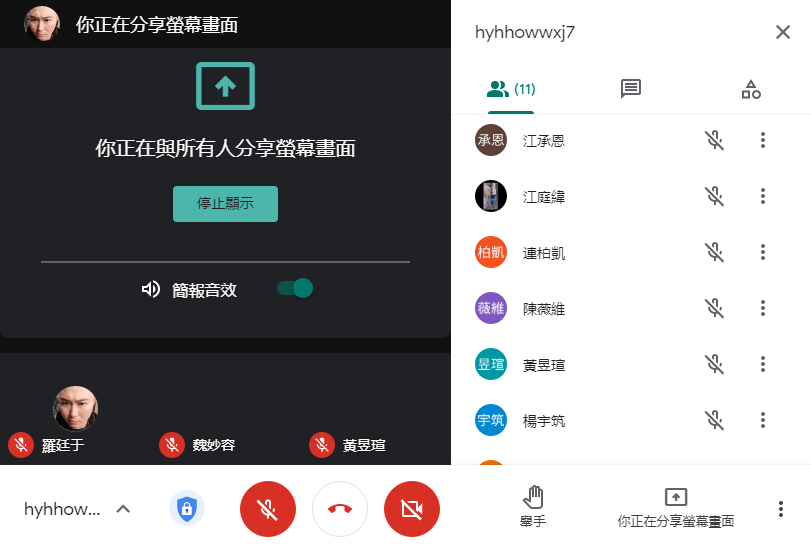 你正在分享螢幕畫面
你正在與所有人分享螢幕畫面
停止顯示
簡報音效
羅廷于
魏妙容
黃昱瑄
hyhhow...
hyhhowwxj7
(11)
承恩 江承恩
江庭緯
柏凱 連柏凱
薇維 陳薇維
昱瑄 黃昱瑄
宇筑 楊宇筑
舉手
你正在分享螢幕畫面